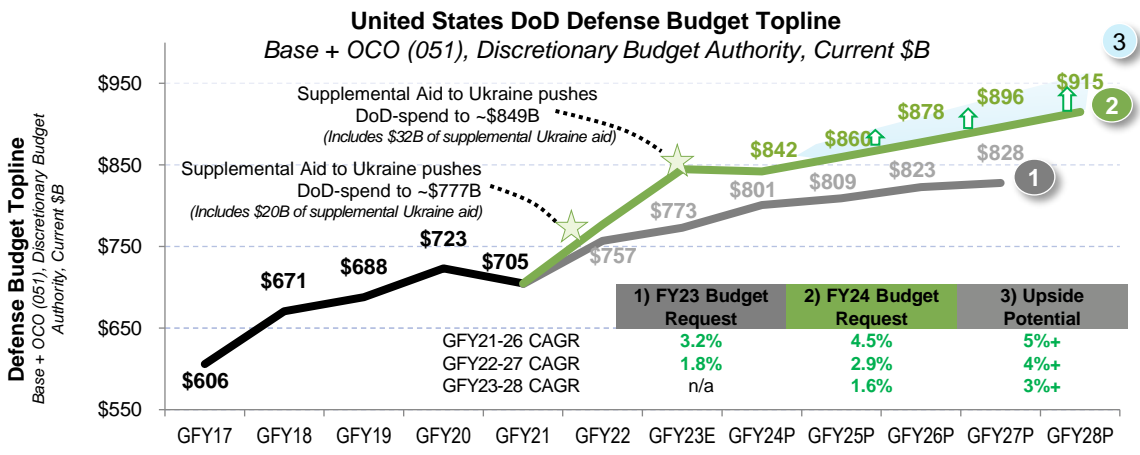 United States DoD Defense Budget Topline
Base + OCO (051), Discretionary Budget Authority, Current $B
3
Defense Budget Topline
Base + OCO (051), Discretionary Budget
Authority, Current $B
$950
$850
$750
$650
$550
Supplemental Aid to Ukraine pushes
DoD-spend to ~$849B
(Includes $32B of supplemental Ukraine aid)
Supplemental Aid to Ukraine pushes
DoD-spend to ~$777B
(Includes $20B of supplemental Ukraine aid)
$606
$671
$688
$723
$705
$842
$860
$878
$896
$915
2
$757
$773
$801
$809
$823
$828
1
1) FY23 Budget
Request
2) FY24 Budget
Request
3) Upside
Potential
GFY21-26 CAGR 3.2% 4.5% 5%+
GFY22-27 CAGR 1.8% 2.9% 4%+
GFY23-28 CAGR n/a 1.6% 3%+
GFY17 GFY18 GFY19 GFY20 GFY21 GFY22 GFY23E GFY24P GFY25P GFY26P GFY27P GFY28P